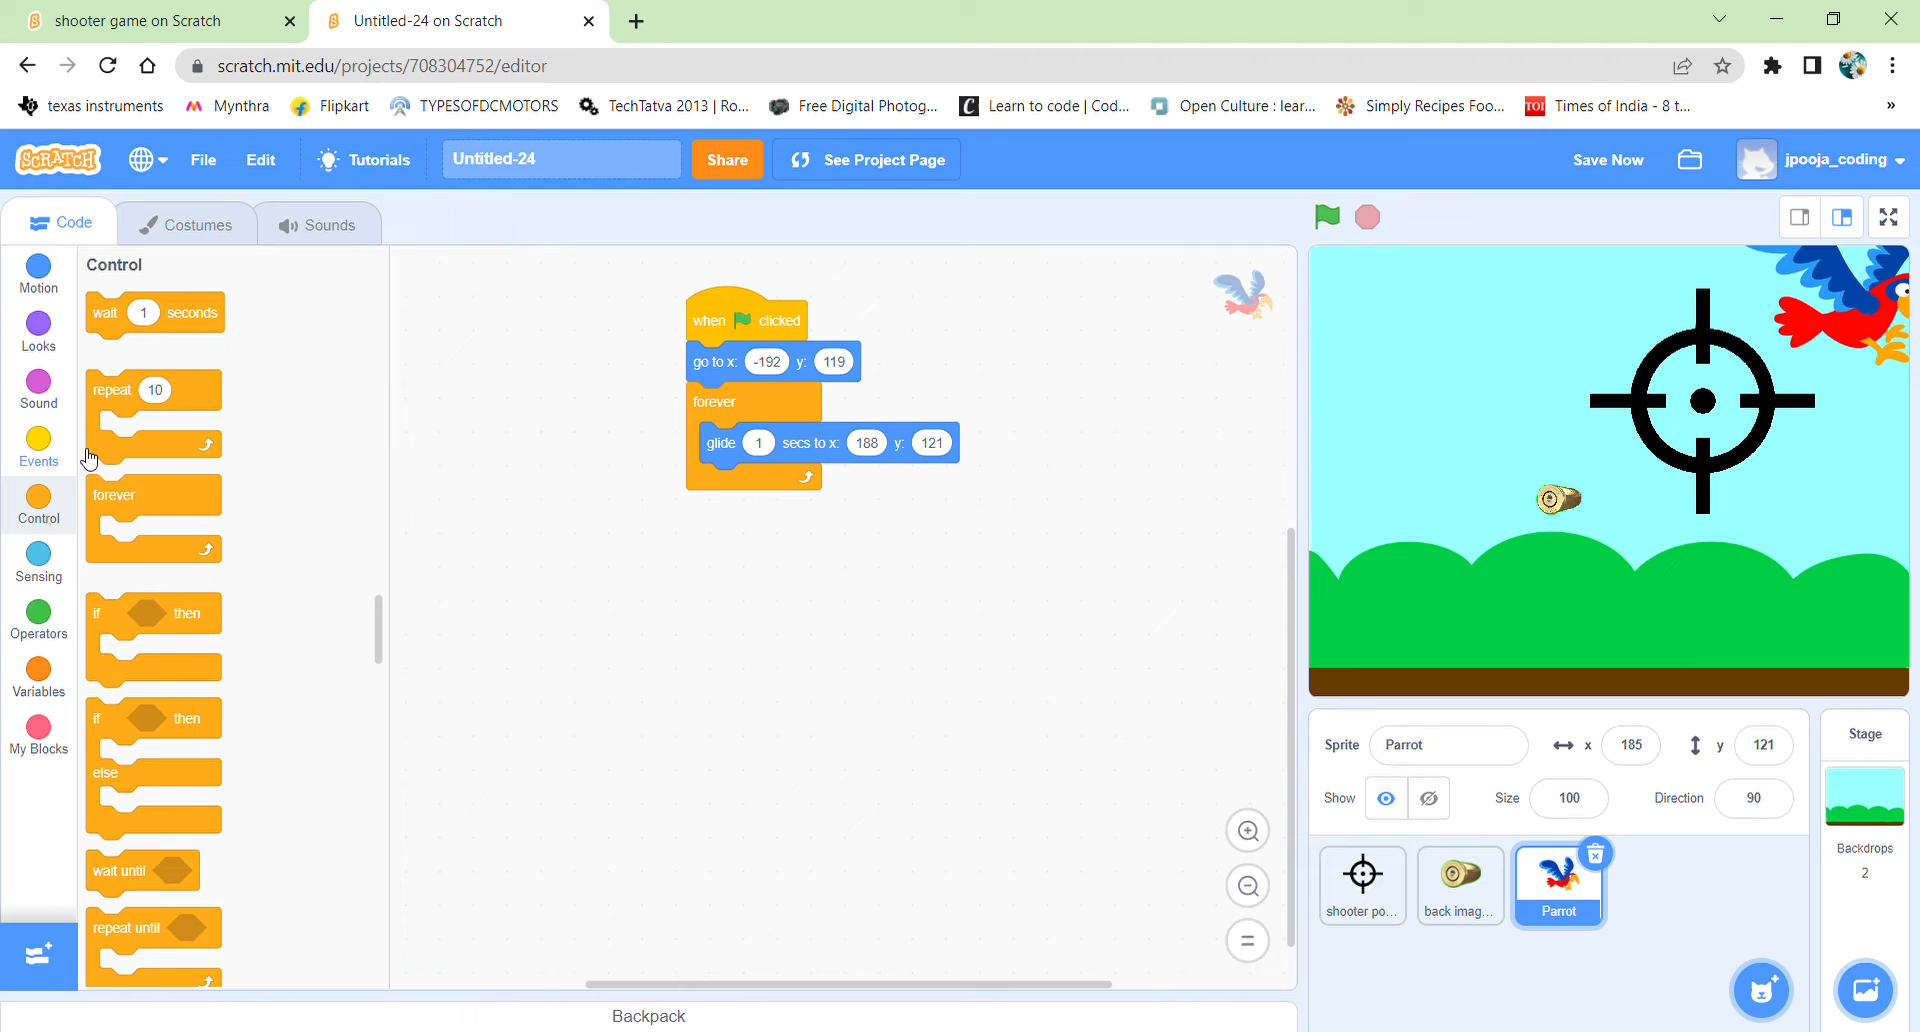 shooter game on Scratch
Untitled-24 on Scratch
scratch.mit.edu/projects/708304752/editor
texas instruments
Mynthra
Flipkart
TYPESOFDCMOTORS
TechTatva 2013 | Ro...
Free Digital Photog...
Learn to code | Cod...
Open Culture : lear...
Simply Recipes Foo...
TOI
Times of India - 8 t...
SCRATCH
File
Edit
Tutorials
Untitled-24
Share
See Project Page
Save Now
jpooja_coding
Code
Costumes
Sounds
Motion
Looks
Sound
Events
Control
Sensing
Operators
Variables
My Blocks
Control
wait 1 seconds
repeat 10
forever
if then
if then
else
wait until
repeat until
when clicked
go to x: -192 y: 119
forever
glide 1 secs to x: 188 y: 121
Sprite Parrot x 185 y 121
Show Size 100 Direction 90
shooter po...
back imag...
Parrot
Stage
Backdrops
2
Backpack